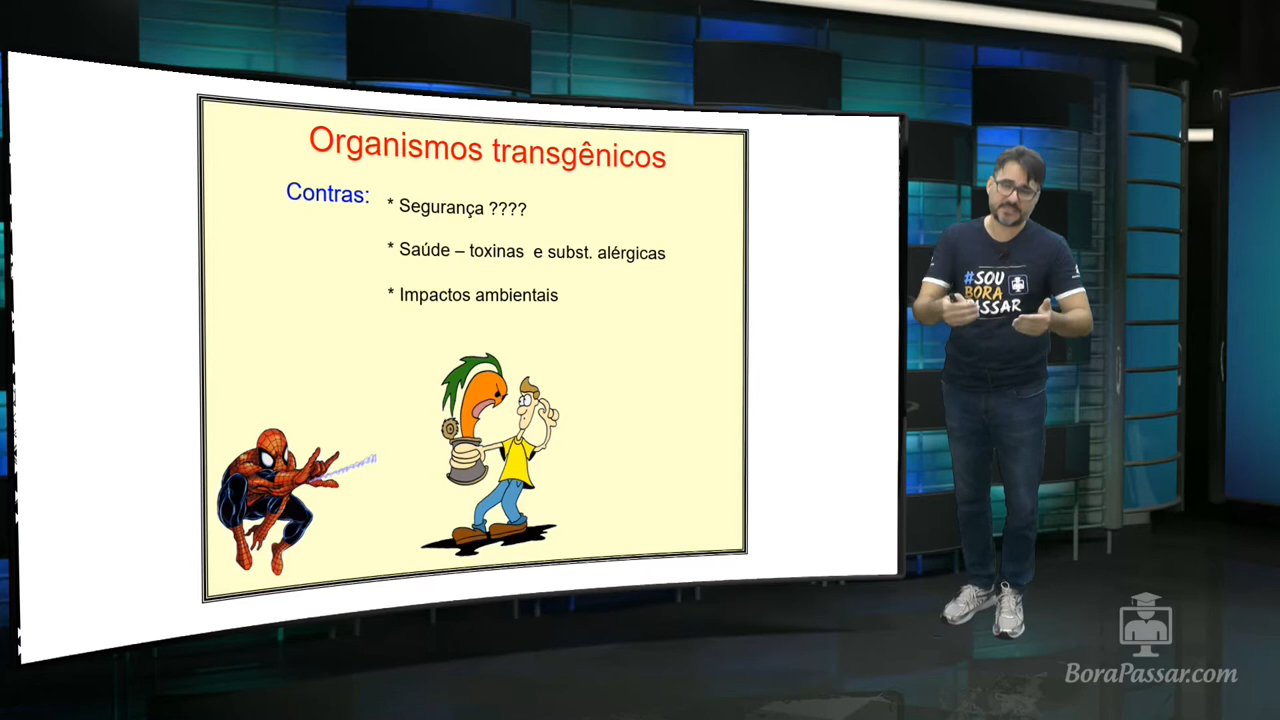 Organismos transgênicos
Contras:
* Segurança ????
* Saúde – toxinas e subst. alérgicas
* Impactos ambientais
#SOU
BORA
PASSAR
BoraPassar.com